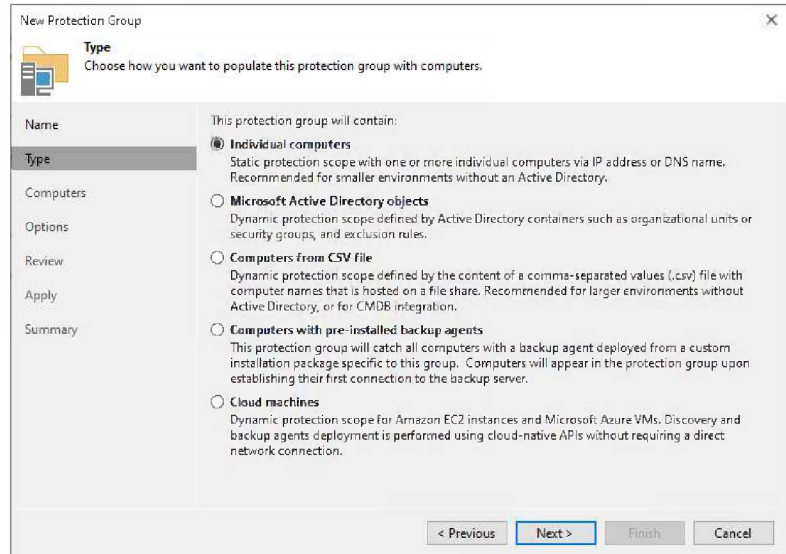 New Protection Group
Type
Choose how you want to populate this protection group with computers.
Name
Type
Computers
Options
Review
Apply
Summary
This protection group will contain:
Individual computers
Static protection scope with one or more individual computers via IP address or DNS name.
Recommended for smaller environments without an Active Directory.
Microsoft Active Directory objects
Dynamic protection scope defined by Active Directory containers such as organizational units or
security groups, and exclusion rules.
Computers from CSV file
Dynamic protection scope defined by the content of a comma-separated values (.csv) file with
computer names that is hosted on a file share. Recommended for larger environments without
Active Directory, or for CMDB integration.
Computers with pre-installed backup agents
This protection group will catch all computers with a backup agent deployed from a custom
installation package specific to this group. Computers will appear in the protection group upon
establishing their first connection to the backup server.
Cloud machines
Dynamic protection scope for Amazon EC2 instances and Microsoft Azure VMs. Discovery and
backup agents deployment is performed using cloud-native APIs without requiring a direct
network connection.
< Previous
Next >
Finish
Cancel